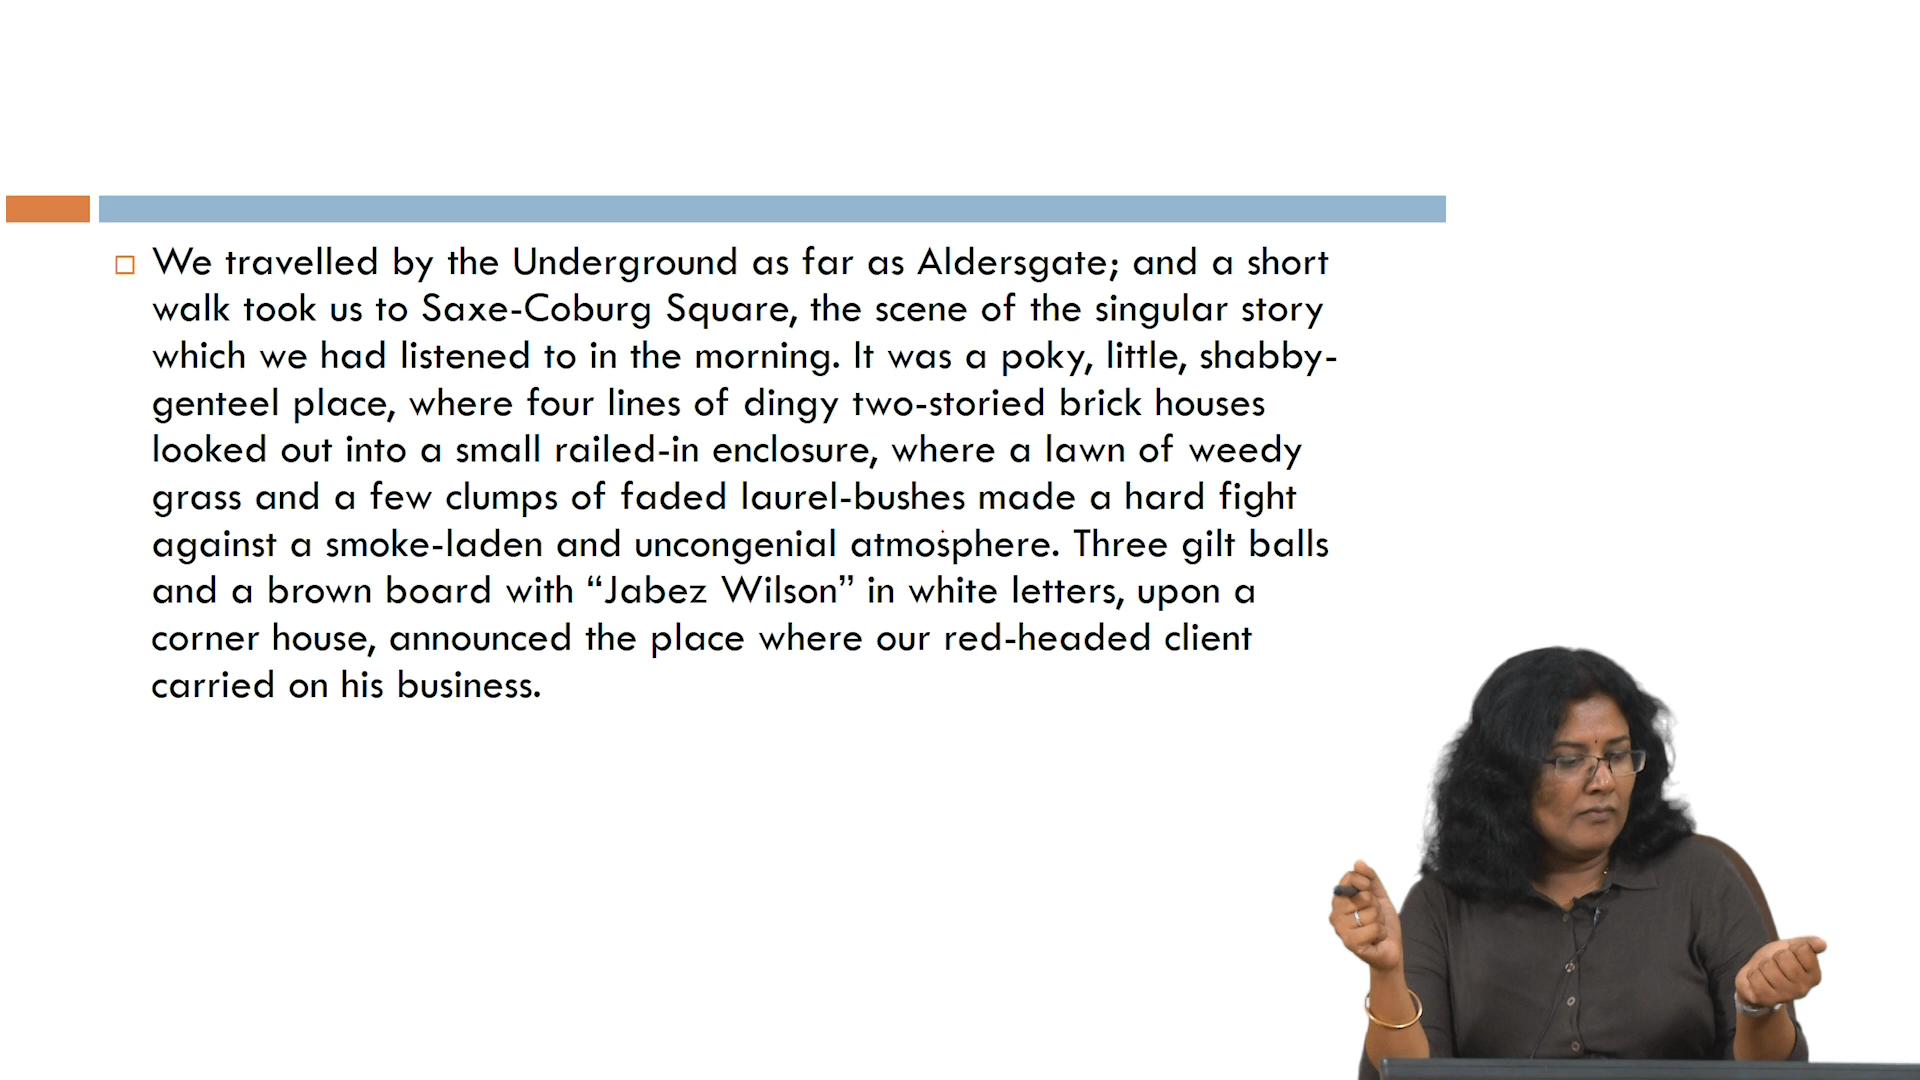 We travelled by the Underground as far as Aldersgate; and a short
walk took us to Saxe-Coburg Square, the scene of the singular story
which we had listened to in the morning. It was a poky, little, shabby-
genteel place, where four lines of dingy two-storied brick houses
looked out into a small railed-in enclosure, where a lawn of weedy
grass and a few clumps of faded laurel-bushes made a hard fight
against a smoke-laden and uncongenial atmosphere. Three gilt balls
and a brown board with “Jabez Wilson” in white letters, upon a
corner house, announced the place where our red-headed client
carried on his business.